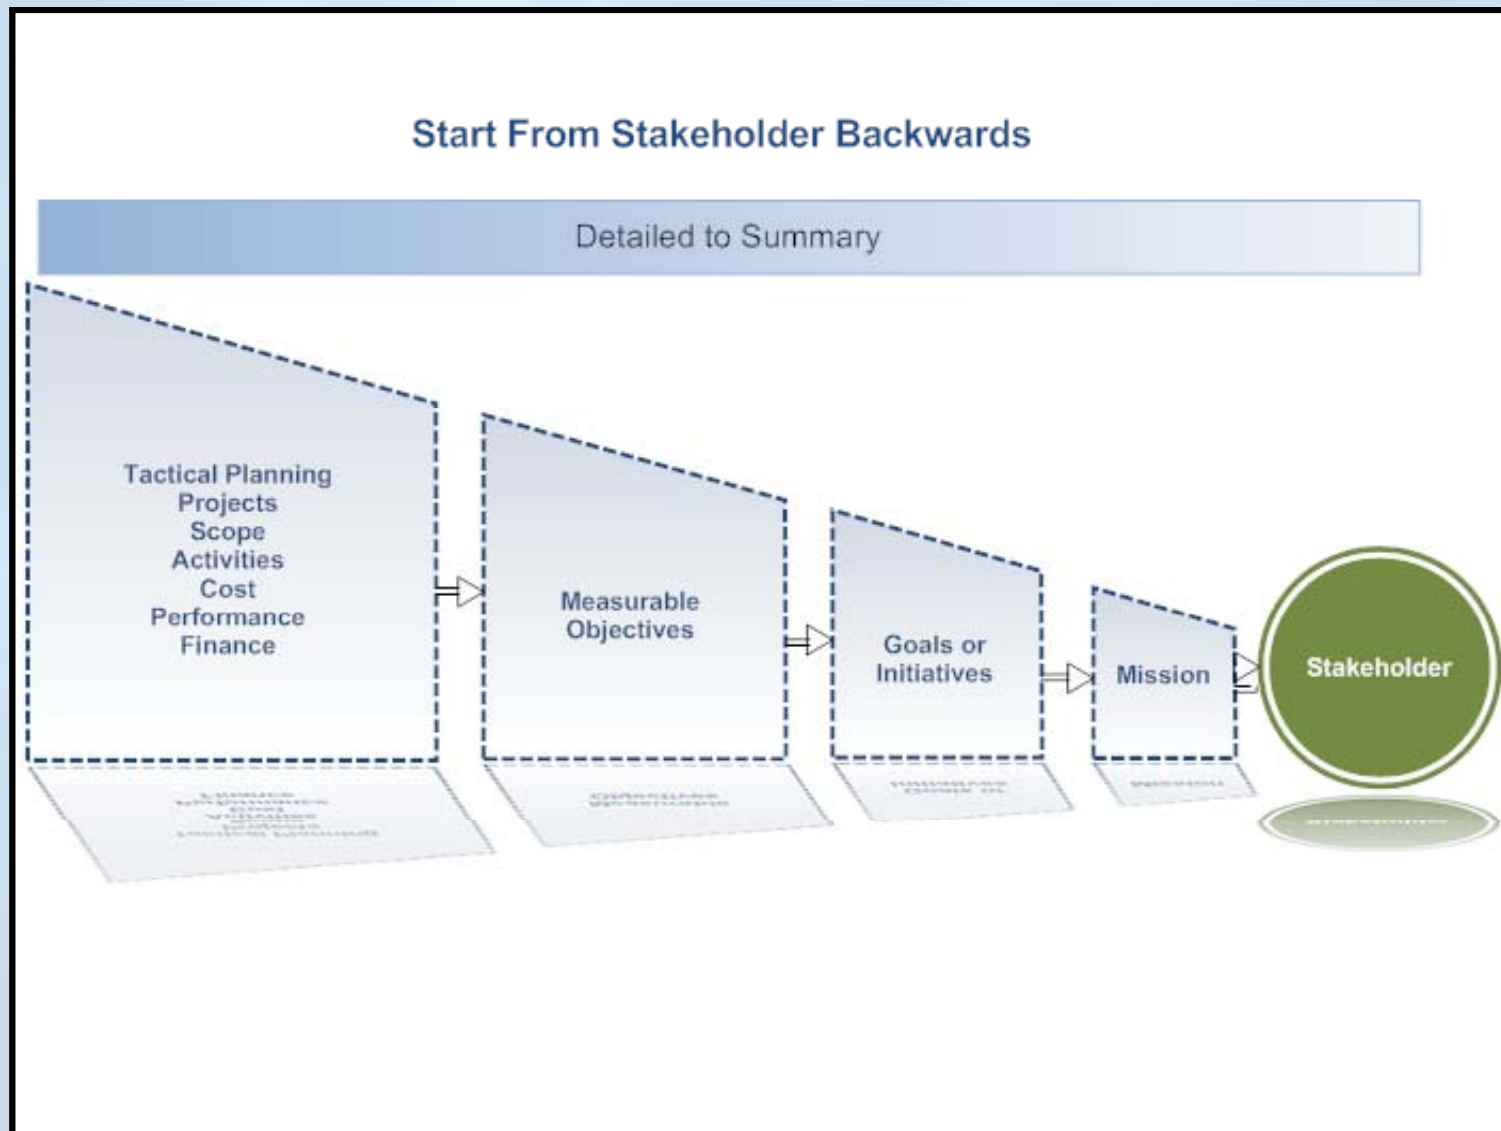 Start From Stakeholder Backwards
Detailed to Summary
Tactical Planning
Projects
Scope
Activities
Cost
Performance
Finance
Measurable
Objectives
Goals or
Initiatives
Mission
Stakeholder